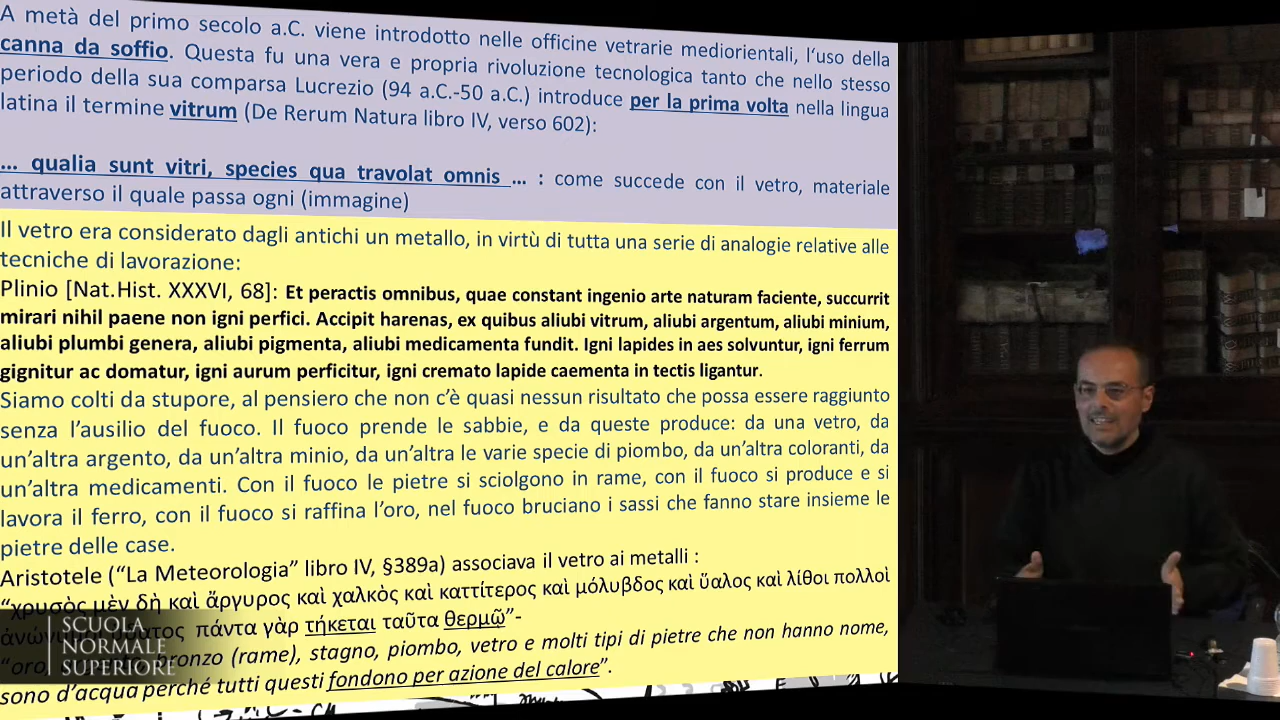 A metà del primo secolo a.C. viene introdotto nelle officine vetrarie mediorientali, l'uso della
canna da soffio. Questa fu una vera e propria rivoluzione tecnologica tanto che nello stesso
periodo della sua comparsa Lucrezio (94 a.C.-50 a.C.) introduce per la prima volta nella lingua
latina il termine vitrum (De Rerum Natura libro IV, verso 602):
... qualia sunt vitri, species qua travolat omnis ... : come succede con il vetro, materiale
attraverso il quale passa ogni (immagine)
Il vetro era considerato dagli antichi un metallo, in virtù di tutta una serie di analogie relative alle
tecniche di lavorazione:
Plinio [Nat.Hist. XXXVI, 68]: Et peractis omnibus, quae constant ingenio arte naturam faciente, succurrit
mirari nihil paene non igni perfici. Accipit harenas, ex quibus aliubi vitrum, aliubi argentum, aliubi minium,
aliubi plumbi genera, aliubi pigmenta, aliubi medicamenta fundit. Igni lapides in aes solvuntur, igni ferrum
gignitur ac domatur, igni aurum perficitur, igni cremato lapide caementa in tectis ligantur.
Siamo colti da stupore, al pensiero che non c'è quasi nessun risultato che possa essere raggiunto
senza l'ausilio del fuoco. Il fuoco prende le sabbie, e da queste produce: da una vetro, da
un'altra argento, da un'altra minio, da un'altra le varie specie di piombo, da un'altra coloranti, da
un'altra medicamenti. Con il fuoco le pietre si sciolgono in rame, con il fuoco si produce e si
lavora il ferro, con il fuoco si raffina l'oro, nel fuoco bruciano i sassi che fanno stare insieme le
pietre delle case.
Aristotele ("La Meteorologia" libro IV, §389a) associava il vetro ai metalli :
"χρυσὸς μὲν δὴ καὶ ἄργυρος καὶ χαλκὸς καὶ καττίτερος καὶ μόλυβδος καὶ ὕαλος καὶ λίθοι πολλοὶ
πάντα γὰρ τήκεται ταῦτα θερμῷ"-
"oro, bronzo (rame), stagno, piombo, vetro e molti tipi di pietre che non hanno nome,
sono d'acqua perché tutti questi fondono per azione del calore".
SCUOLA
NORMALE
SUPERIORE